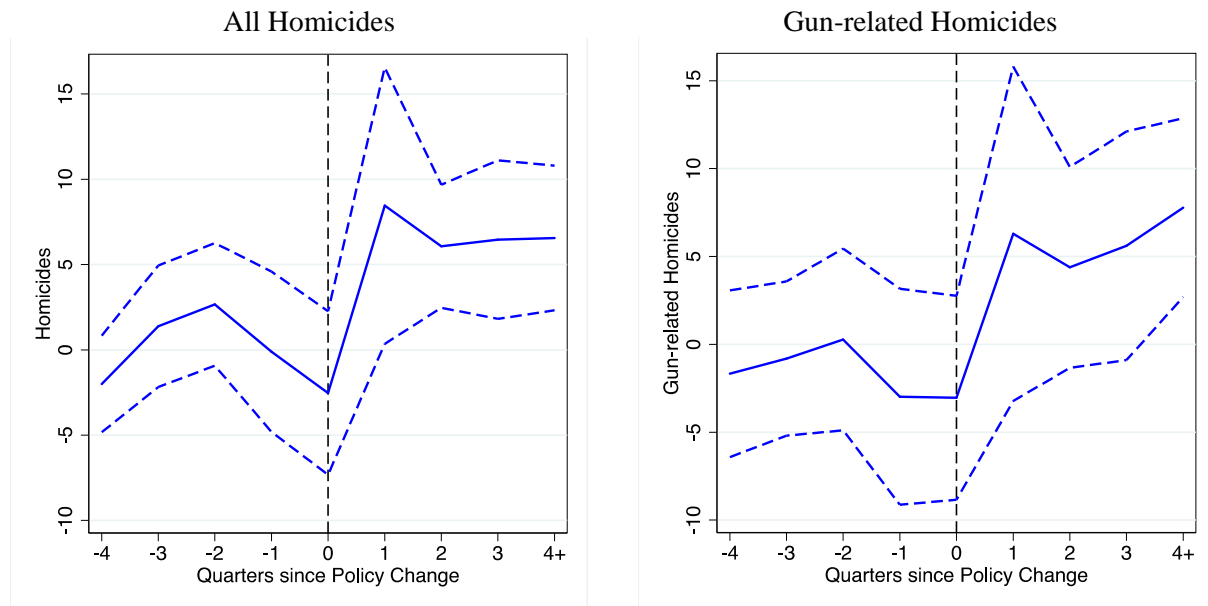 All Homicides
Homicides
15
10
5
0
-5
-10
-4 -3 -2 -1 0 1 2 3 4+
Quarters since Policy Change
Gun-related Homicides
Gun-related Homicides
15
10
5
0
-5
-10
-4 -3 -2 -1 0 1 2 3 4+
Quarters since Policy Change